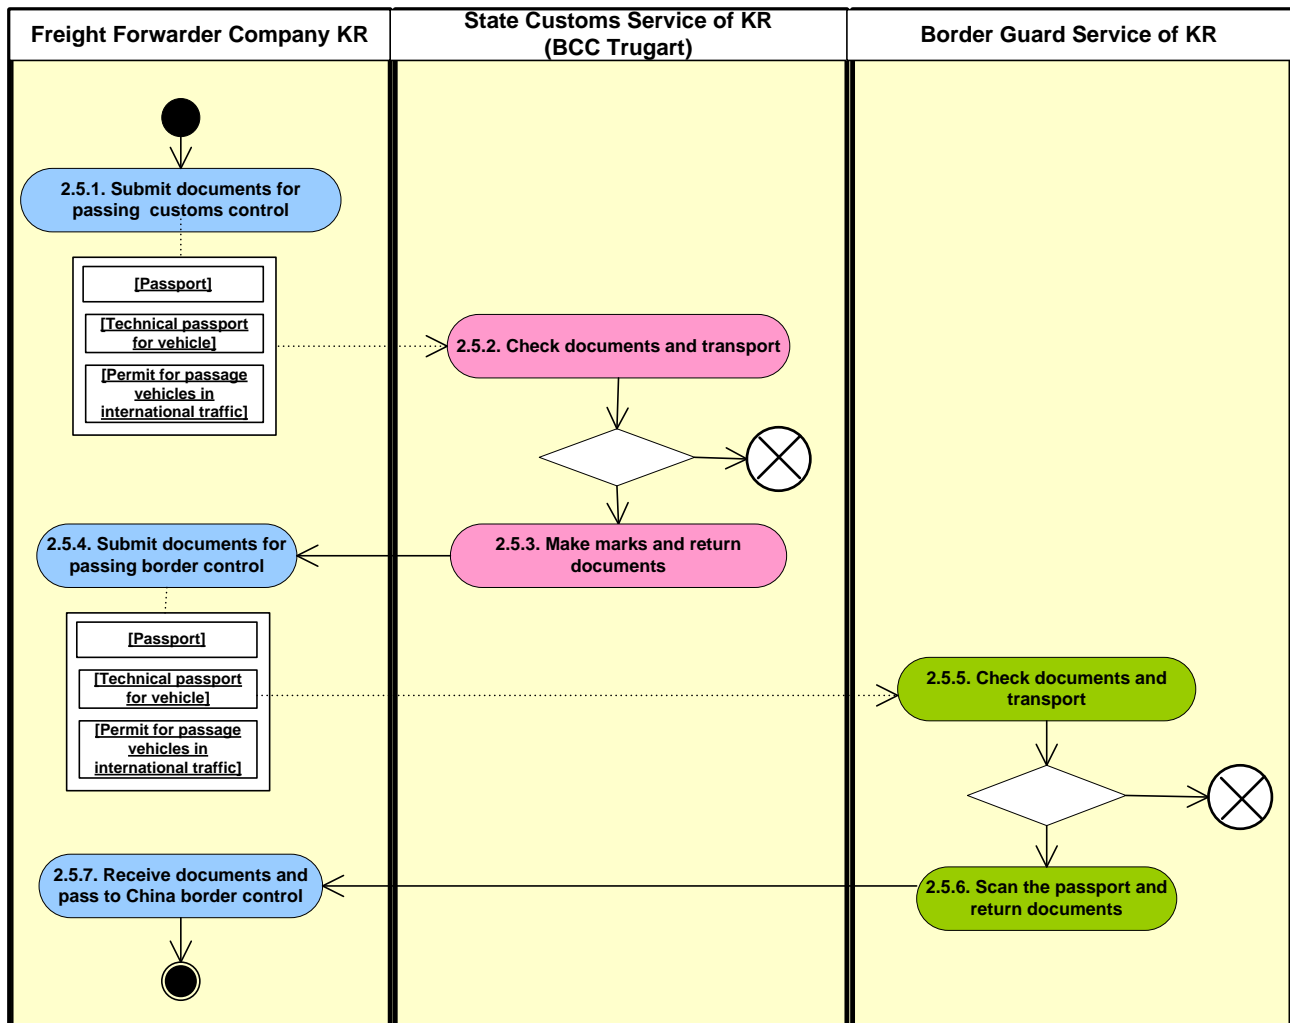 Freight Forwarder Company KR
State Customs Service of KR
(BCC Trugart)
Border Guard Service of KR
2.5.1. Submit documents for
passing customs control
[Passport]
[Technical passport
for vehicle]
[Permit for passage
vehicles in
international traffic]
2.5.2. Check documents and transport
2.5.3. Make marks and return
documents
2.5.4. Submit documents for
passing border control
[Passport]
[Technical passport
for vehicle]
[Permit for passage
vehicles in
international traffic]
2.5.5. Check documents and
transport
2.5.6. Scan the passport and
return documents
2.5.7. Receive documents and
pass to China border control